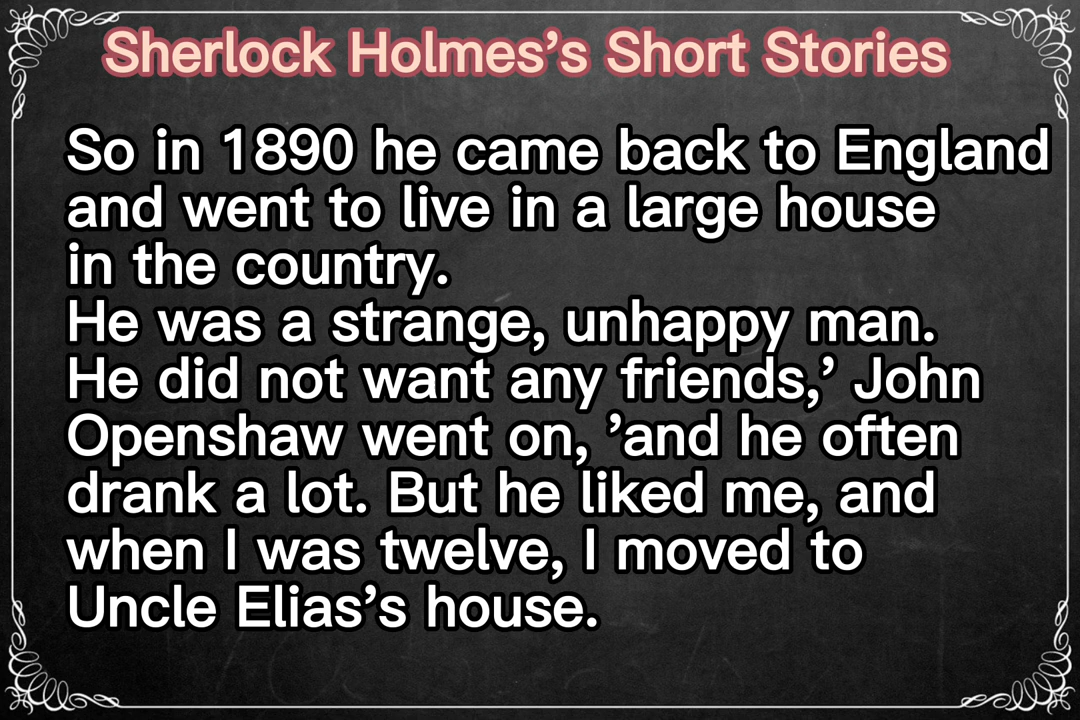 Sherlock Holmes’s Short Stories
So in 1890 he came back to England
and went to live in a large house
in the country.
He was a strange, unhappy man.
He did not want any friends,’ John
Openshaw went on, ’and he often
drank a lot. But he liked me, and
when I was twelve, I moved to
Uncle Elias’s house.